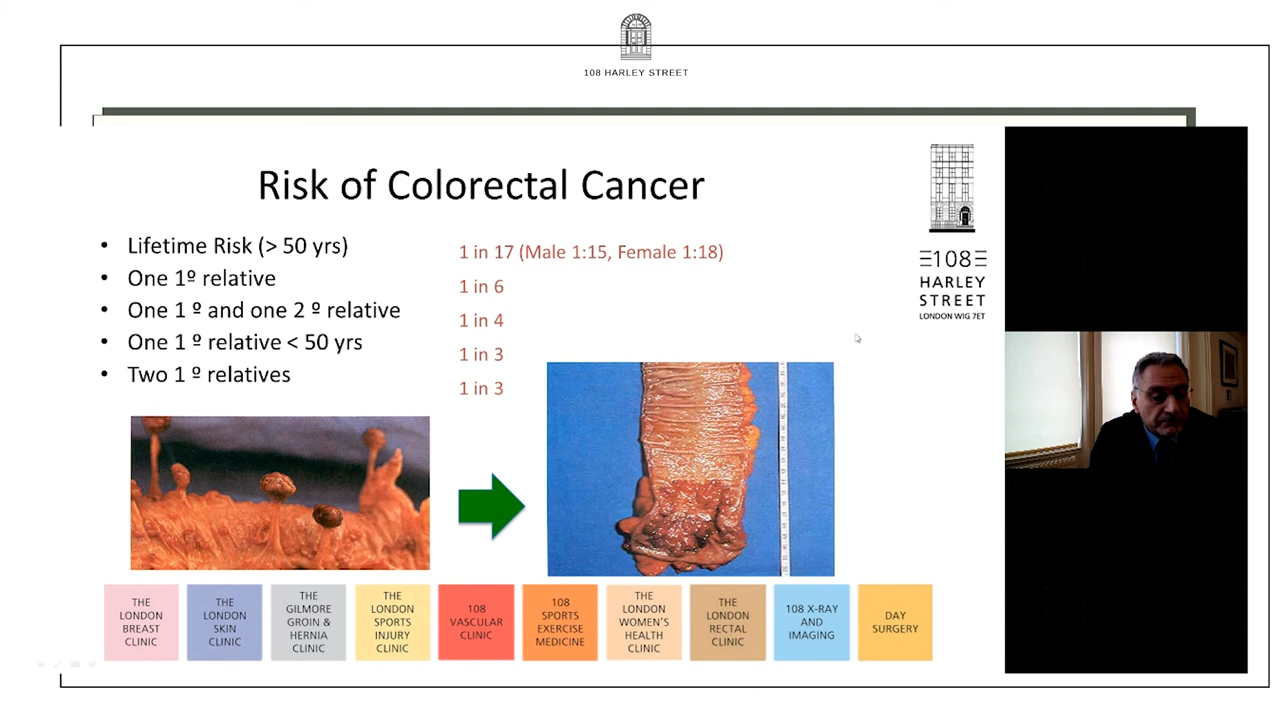 108 HARLEY STREET
Risk of Colorectal Cancer
• Lifetime Risk (> 50 yrs)
1 in 17 (Male 1:15, Female 1:18)
• One 1º relative
1 in 6
• One 1 º and one 2 º relative
1 in 4
• One 1 º relative < 50 yrs
1 in 3
• Two 1 º relatives
1 in 3
Ξ108Ξ
HARLEY
STREET
LONDON W1G 7ET
THE
LONDON
BREAST
CLINIC
THE
LONDON
SKIN
CLINIC
THE
GILMORE
GROIN &
HERNIA
CLINIC
THE
LONDON
SPORTS
INJURY
CLINIC
108
VASCULAR
CLINIC
108
SPORTS
EXERCISE
MEDICINE
THE
LONDON
WOMEN'S
HEALTH
CLINIC
THE
LONDON
RECTAL
CLINIC
108 X-RAY
AND
IMAGING
DAY
SURGERY